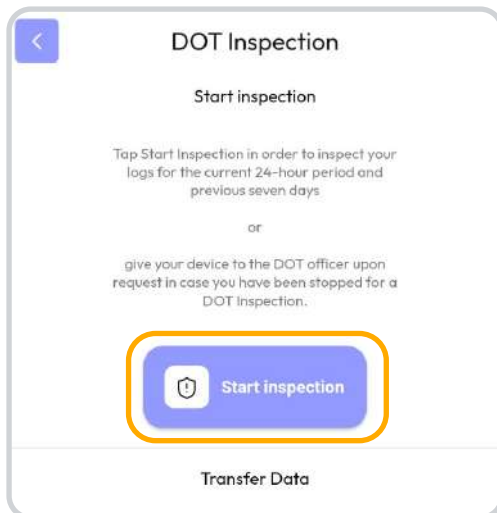 DOT Inspection
Start inspection
Tap Start Inspection in order to inspect your
logs for the current 24-hour period and
previous seven days
or
give your device to the DOT officer upon
request in case you have been stopped for a
DOT Inspection.
Start inspection
Transfer Data